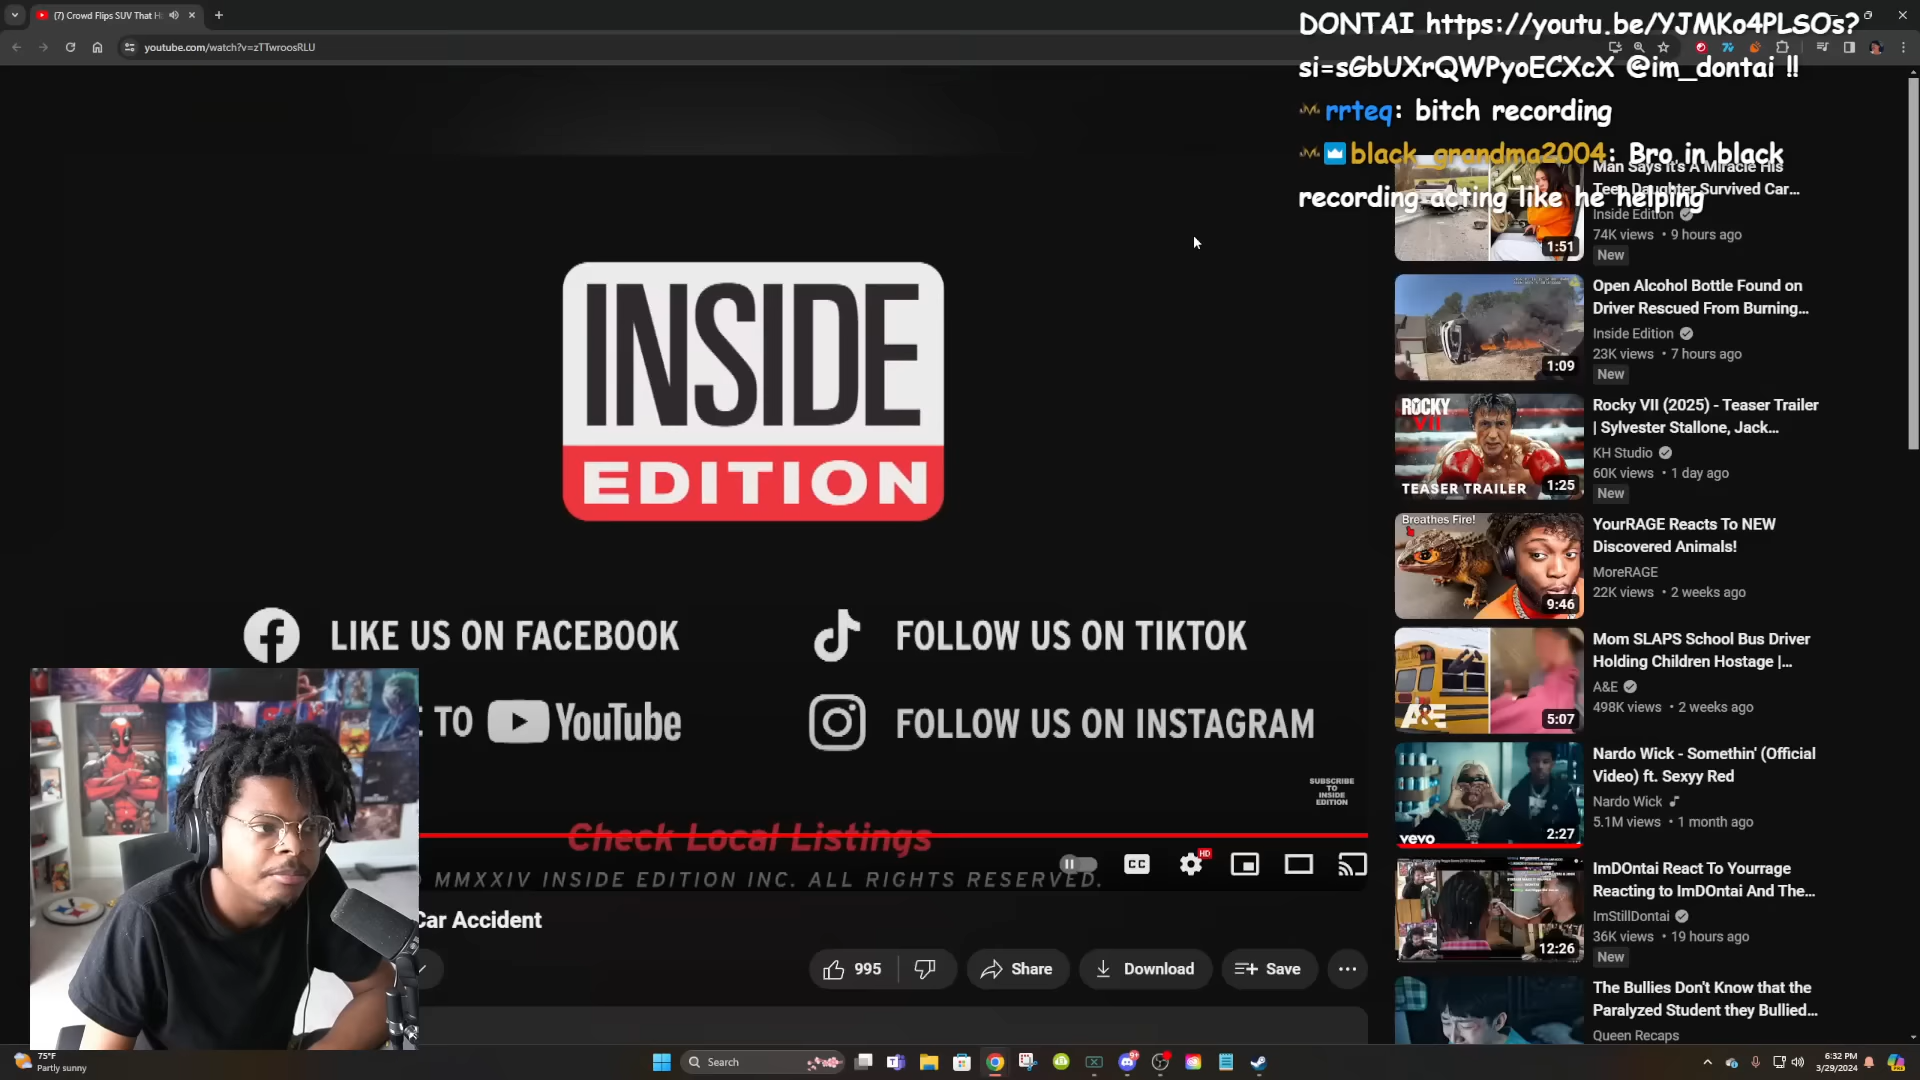 (7) Crowd Flips SUV That H
youtube.com/watch?v=zTTwroosRLU
DONTAI https://youtu.be/YJMKo4PLSOs?
si=sGbUXrQWPyoECXcX @im_dontai !!
rrteq: bitch recording
black_grandma2004: Bro in black
recording acting like he helping
INSIDE
EDITION
LIKE US ON FACEBOOK
FOLLOW US ON TIKTOK
E TO YouTube
FOLLOW US ON INSTAGRAM
SUBSCRIBE
TO
INSIDE
EDITION
Check Local Listings
MMXXIV INSIDE EDITION INC. ALL RIGHTS RESERVED.
CC
HD
Car Accident
995
Share
Download
Save
Man Says It's A Miracle His
Teen Daughter Survived Car...
Inside Edition
74K views • 9 hours ago
New
1:51
Open Alcohol Bottle Found on
Driver Rescued From Burning...
Inside Edition
23K views • 7 hours ago
New
1:09
ROCKY
VII
TEASER TRAILER
1:25
Rocky VII (2025) - Teaser Trailer
| Sylvester Stallone, Jack...
KH Studio
60K views • 1 day ago
New
Breathes Fire!
9:46
YourRAGE Reacts To NEW
Discovered Animals!
MoreRAGE
22K views • 2 weeks ago
A&E
5:07
Mom SLAPS School Bus Driver
Holding Children Hostage |...
A&E
498K views • 2 weeks ago
vevo
2:27
Nardo Wick - Somethin' (Official
Video) ft. Sexyy Red
Nardo Wick
5.1M views • 1 month ago
12:26
ImDOntai React To Yourrage
Reacting to ImDOntai And The...
ImStillDontai
36K views • 19 hours ago
New
The Bullies Don't Know that the
Paralyzed Student they Bullied...
Queen Recaps
75°F
Partly sunny
Search
6:32 PM
3/29/2024